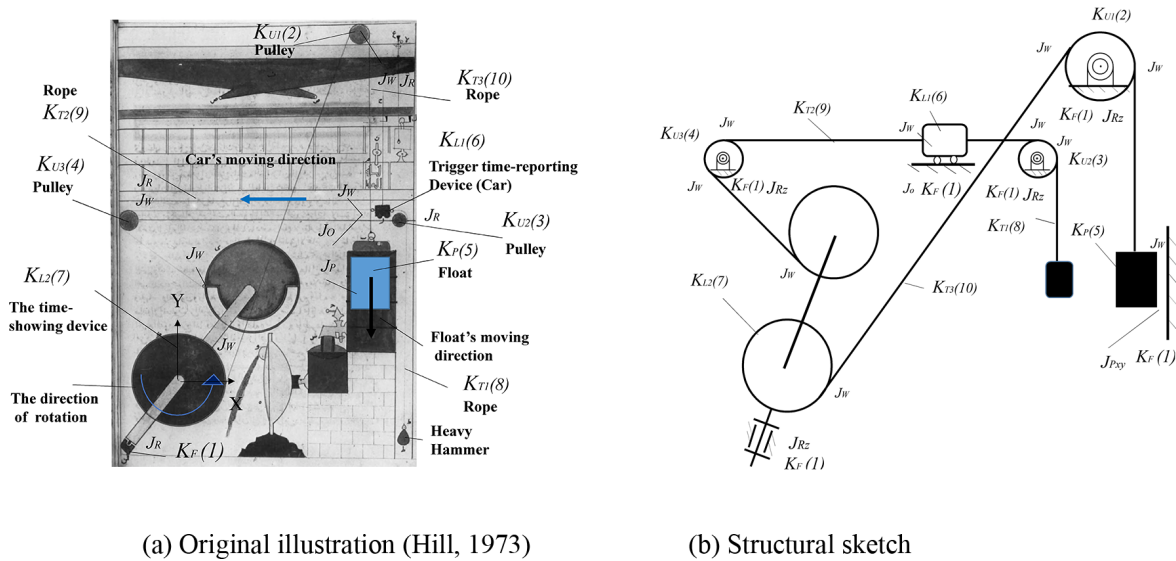 KU1(2)
Pulley
JW JR
KT3(10)
Rope
Rope
KT2(9)
KL1(6)
Car's moving direction
Trigger time-reporting
Device (Car)
KU3(4)
Pulley
JR
JW
JW
JO
JR
KU2(3)
Pulley
KP(5)
Float
JP
JW
KL2(7)
The time-
showing device
Y
X
JW
Float's moving
direction
KT1(8)
Rope
The direction
of rotation
JR
KF(1)
Heavy
Hammer
(a) Original illustration (Hill, 1973)
KU1(2)
JW
JW
KF(1)
JRz
KT2(9)
KL1(6)
JW
JW
JW
KU3(4)
JW
JW
KF(1) JRz
Jo KF(1)
KF(1) JRz
KU2(3)
KT1(8)
KP(5)
JW
JW
KL2(7)
KT3(10)
JW
JPxy
KF(1)
JRz
KF(1)
(b) Structural sketch